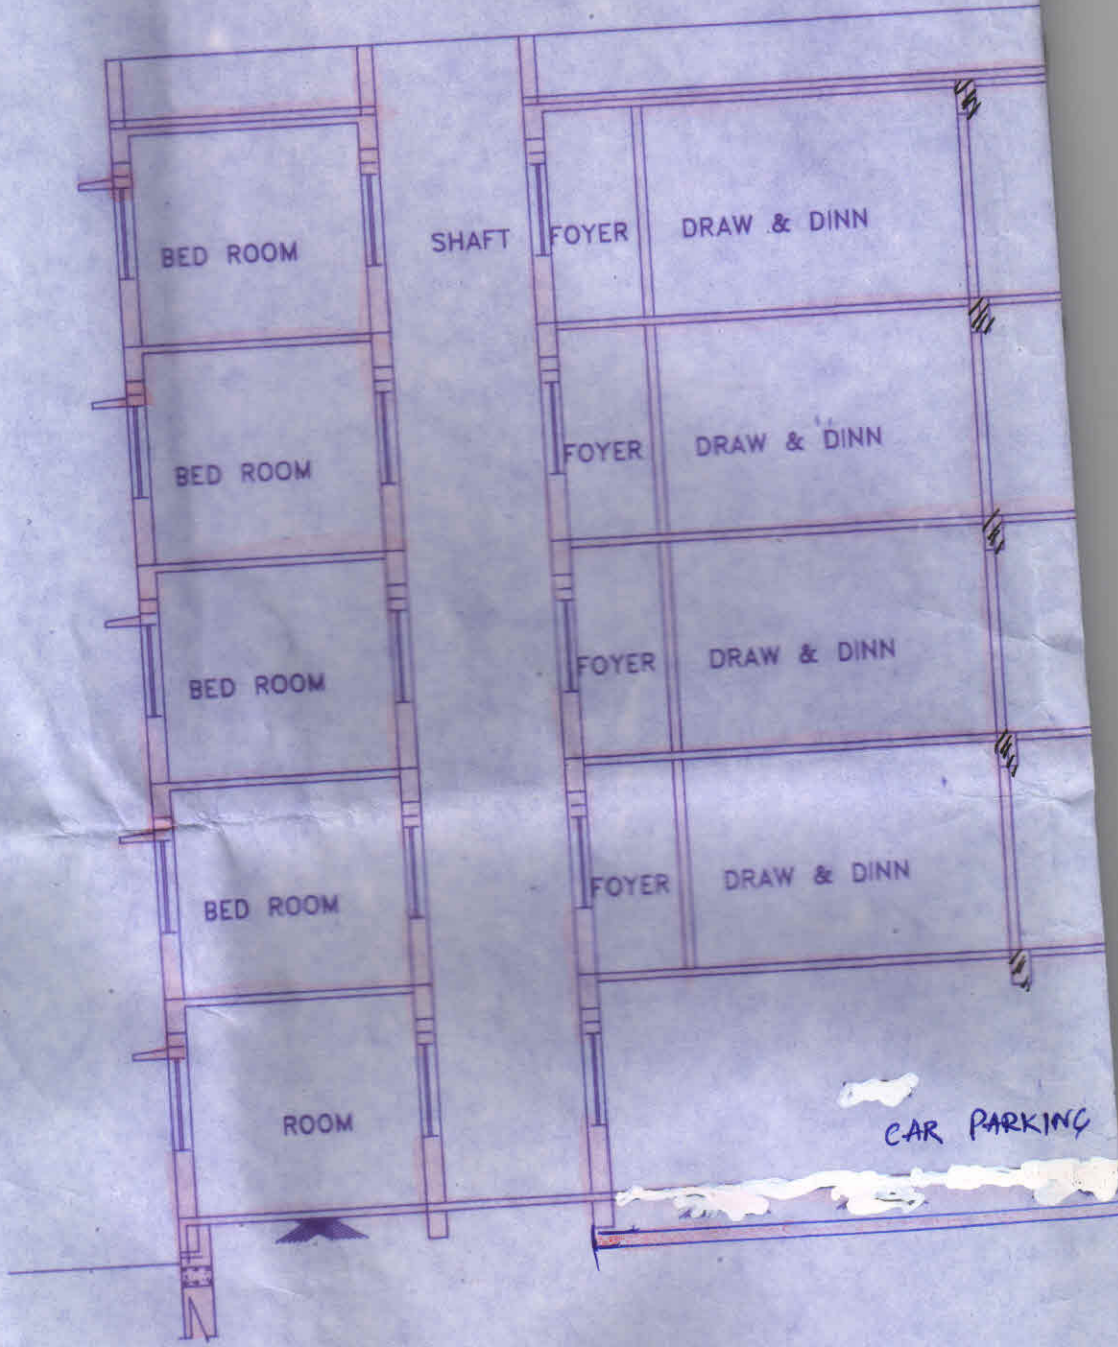 BED ROOM SHAFT FOYER DRAW & DINN
BED ROOM FOYER DRAW & DINN
BED ROOM FOYER DRAW & DINN
BED ROOM FOYER DRAW & DINN
ROOM CAR PARKING